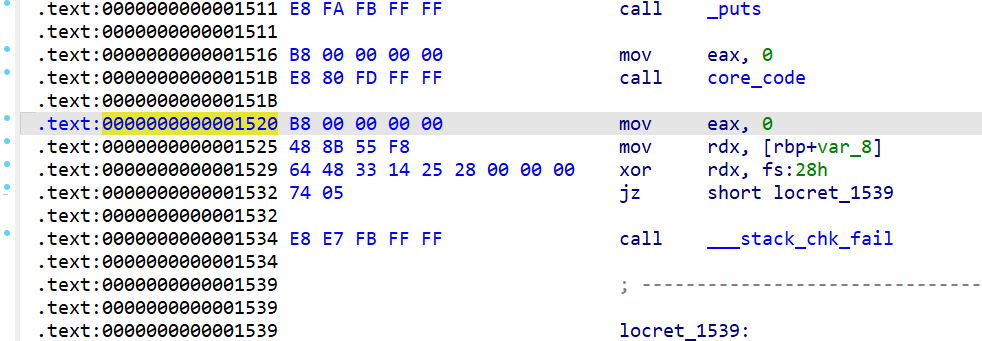 .text:0000000000001511 E8 FA FB FF FF call _puts
.text:0000000000001511
.text:0000000000001516 B8 00 00 00 00 mov eax, 0
.text:000000000000151B E8 80 FD FF FF call core_code
.text:000000000000151B
.text:0000000000001520 B8 00 00 00 00 mov eax, 0
.text:0000000000001525 48 8B 55 F8 mov rdx, [rbp+var_8]
.text:0000000000001529 64 48 33 14 25 28 00 00 00 xor rdx, fs:28h
.text:0000000000001532 74 05 jz short locret_1539
.text:0000000000001532
.text:0000000000001534 E8 E7 FB FF FF call ___stack_chk_fail
.text:0000000000001534
.text:0000000000001539 ; -------------------------------
.text:0000000000001539
.text:0000000000001539 locret_1539: